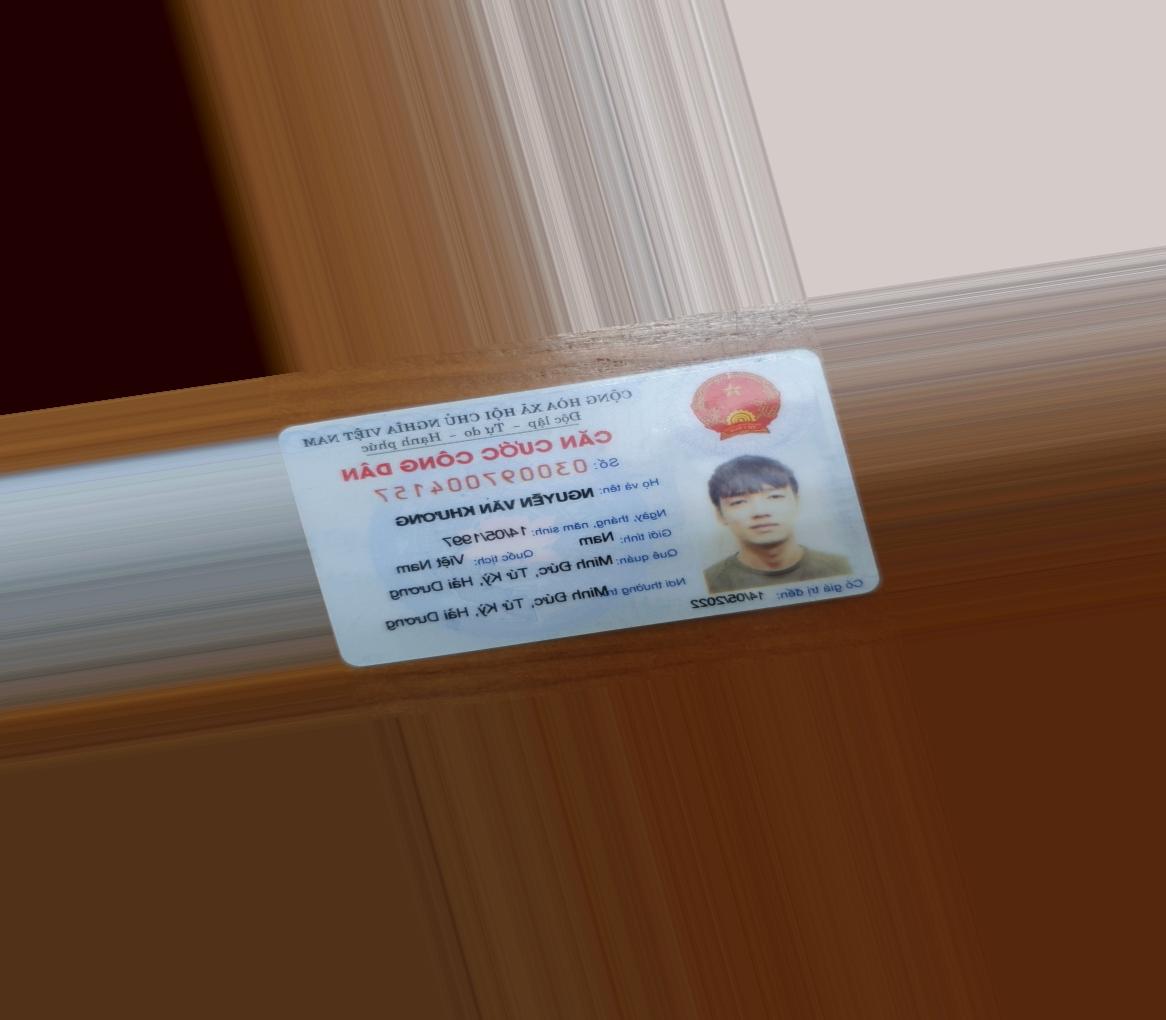 CỘNG HÒA XÃ HỘI CHỦ NGHĨA VIỆT NAM
Độc lập - Tự do - Hạnh phúc
CĂN CƯỚC CÔNG DÂN
Số: 030097004157
Họ và tên: NGUYỄN VĂN KHƯƠNG
Ngày, tháng, năm sinh: 14/05/1997
Giới tính: Nam Quốc tịch: Việt Nam
Quê quán: Minh Đức, Tứ Kỳ, Hải Dương
Nơi thường Minh Đức, Tứ Kỳ, Hải Dương
Có giá trị đến: 14/05/2022